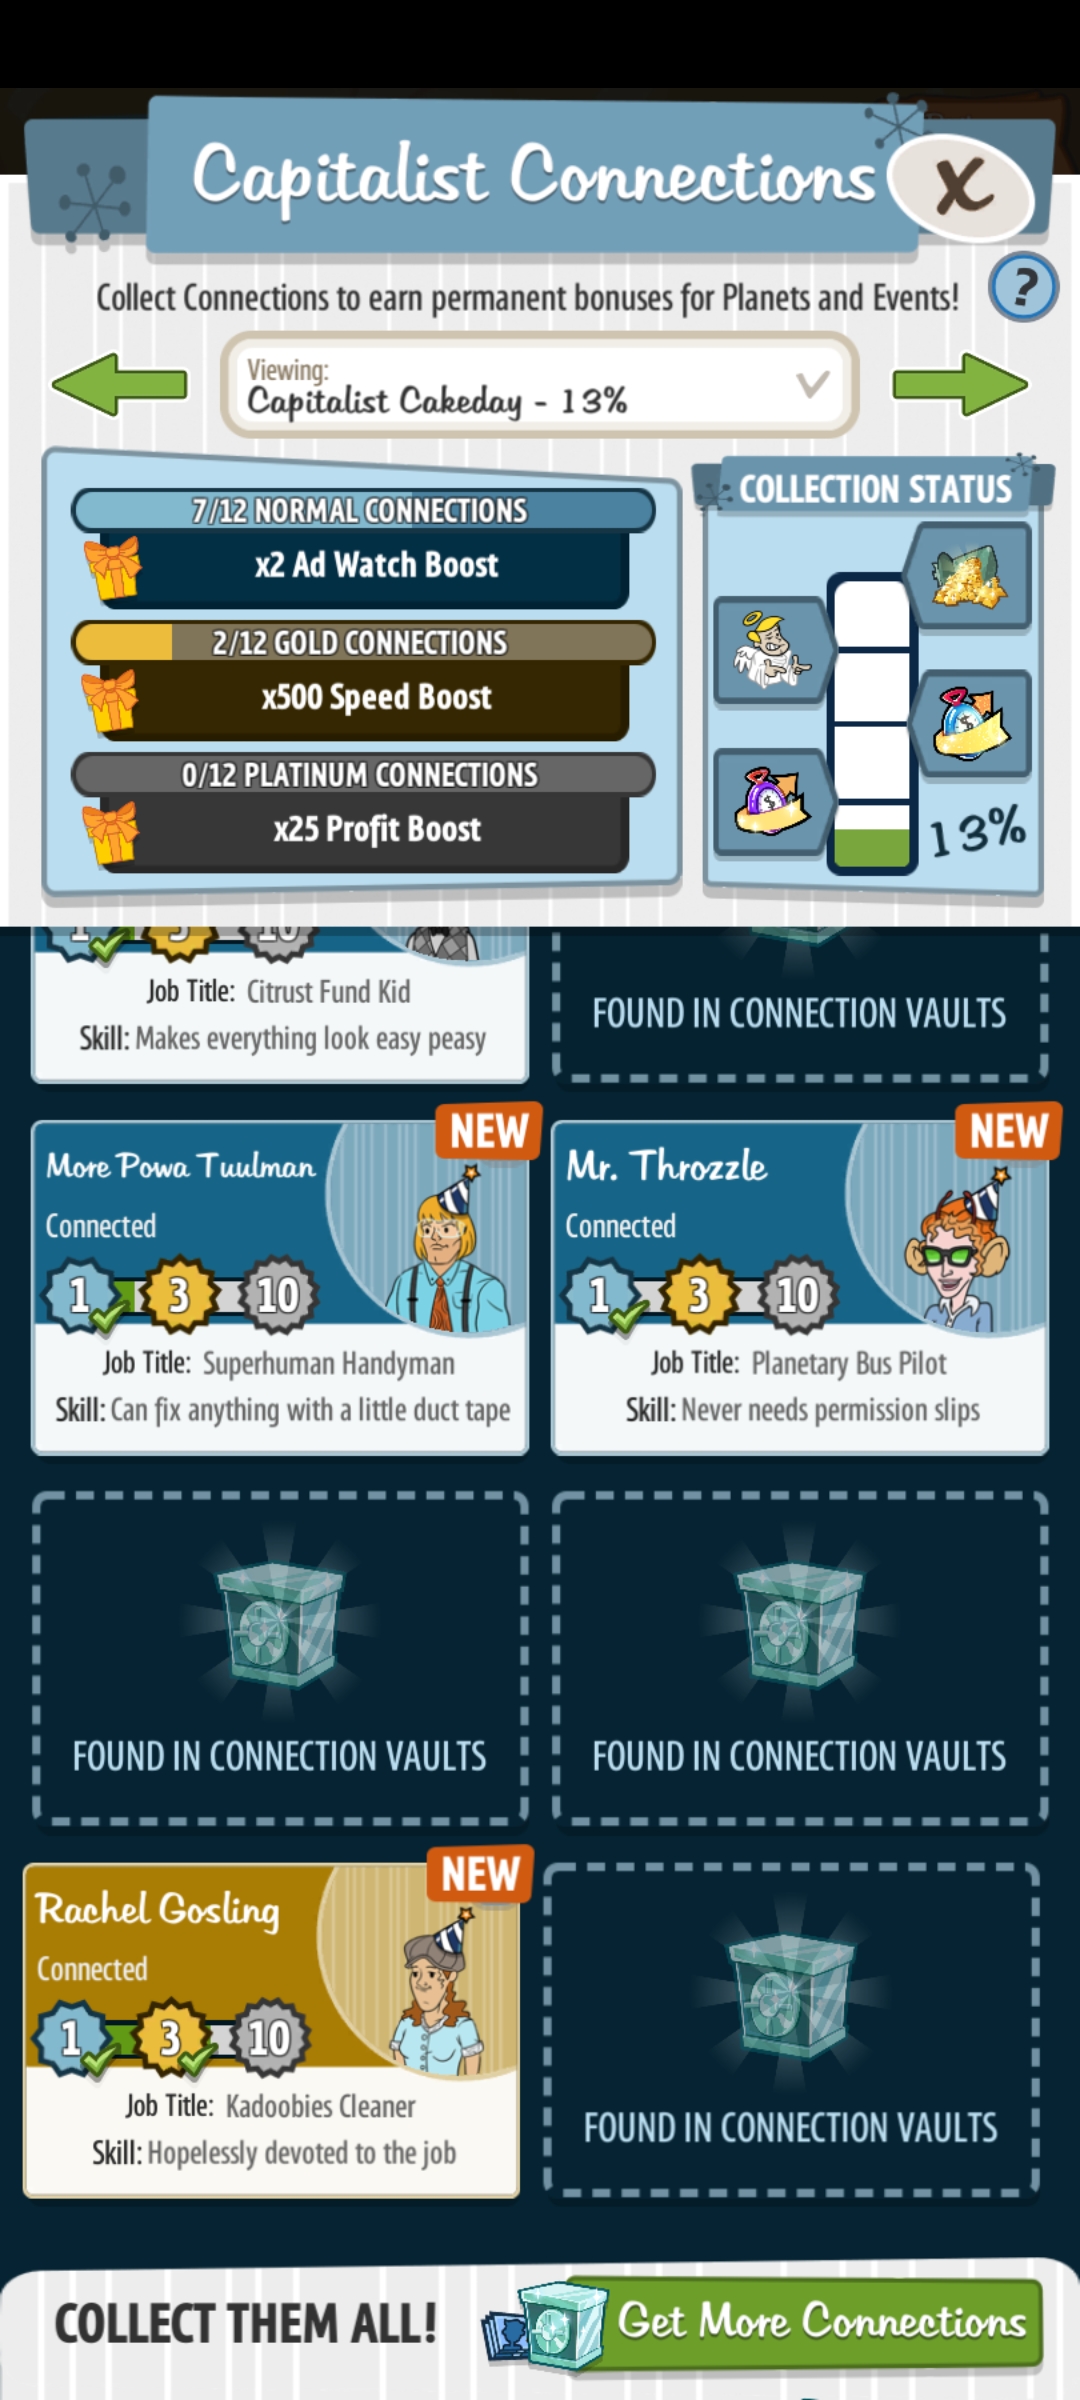 Capitalist Connections
X
Collect Connections to earn permanent bonuses for Planets and Events!
?
Viewing:
Capitalist Cakeday - 13%
7/12 NORMAL CONNECTIONS
x2 Ad Watch Boost
2/12 GOLD CONNECTIONS
x500 Speed Boost
0/12 PLATINUM CONNECTIONS
x25 Profit Boost
COLLECTION STATUS
13%
1 3 10
Job Title: Citrust Fund Kid
Skill: Makes everything look easy peasy
FOUND IN CONNECTION VAULTS
NEW
More Powa Tuulman
Connected
1 3 10
Job Title: Superhuman Handyman
Skill: Can fix anything with a little duct tape
NEW
Mr. Throzzle
Connected
1 3 10
Job Title: Planetary Bus Pilot
Skill: Never needs permission slips
FOUND IN CONNECTION VAULTS
FOUND IN CONNECTION VAULTS
NEW
Rachel Gosling
Connected
1 3 10
Job Title: Kadoobies Cleaner
Skill: Hopelessly devoted to the job
FOUND IN CONNECTION VAULTS
COLLECT THEM ALL!
Get More Connections